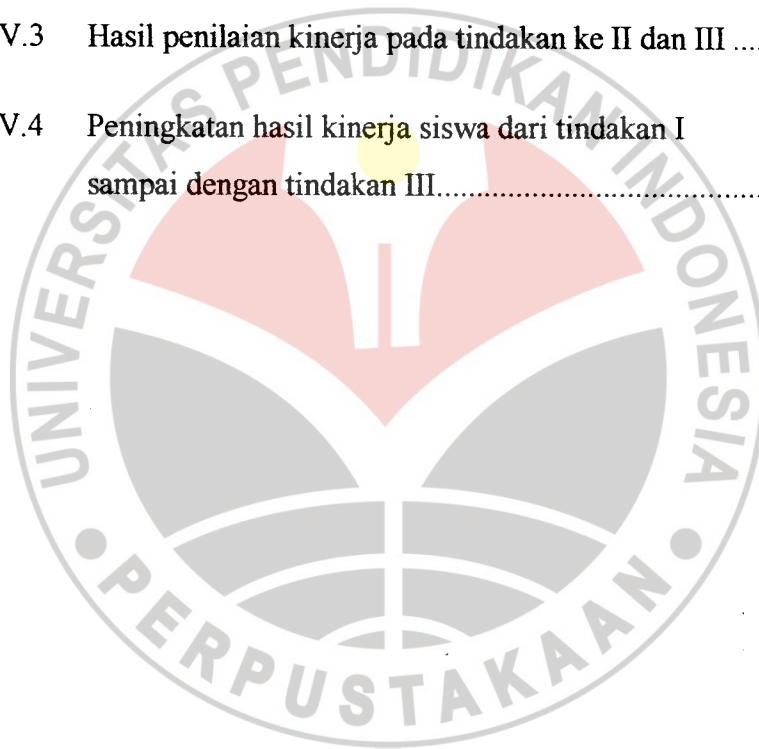 V.3 Hasil penilaian kinerja pada tindakan ke II dan III ....
V.4 Peningkatan hasil kinerja siswa dari tindakan I
sampai dengan tindakan III.......................................
UNIVERSITAS PENDIDIKAN INDONESIA
PERPUSTAKAAN